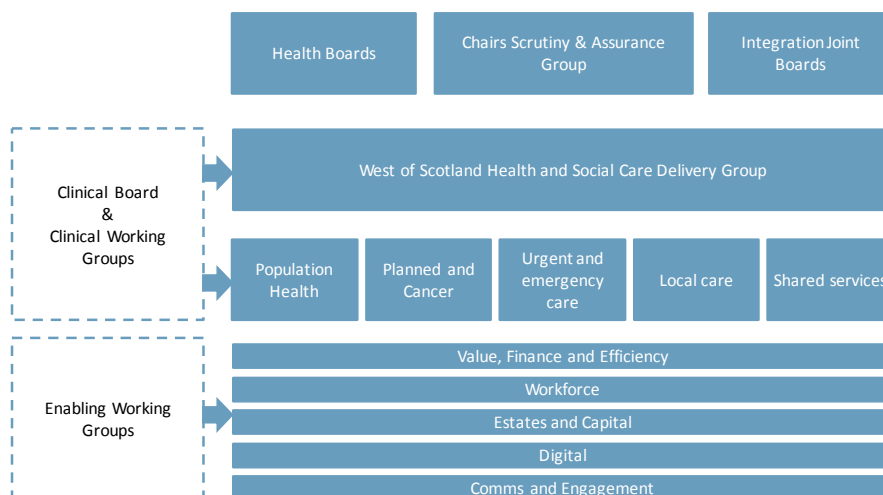 Health Boards
Chairs Scrutiny & Assurance
Group
Integration Joint
Boards
Clinical Board
&
Clinical Working
Groups
West of Scotland Health and Social Care Delivery Group
Population
Health
Planned and
Cancer
Urgent and
emergency
care
Local care
Shared services
Enabling Working
Groups
Value, Finance and Efficiency
Workforce
Estates and Capital
Digital
Comms and Engagement